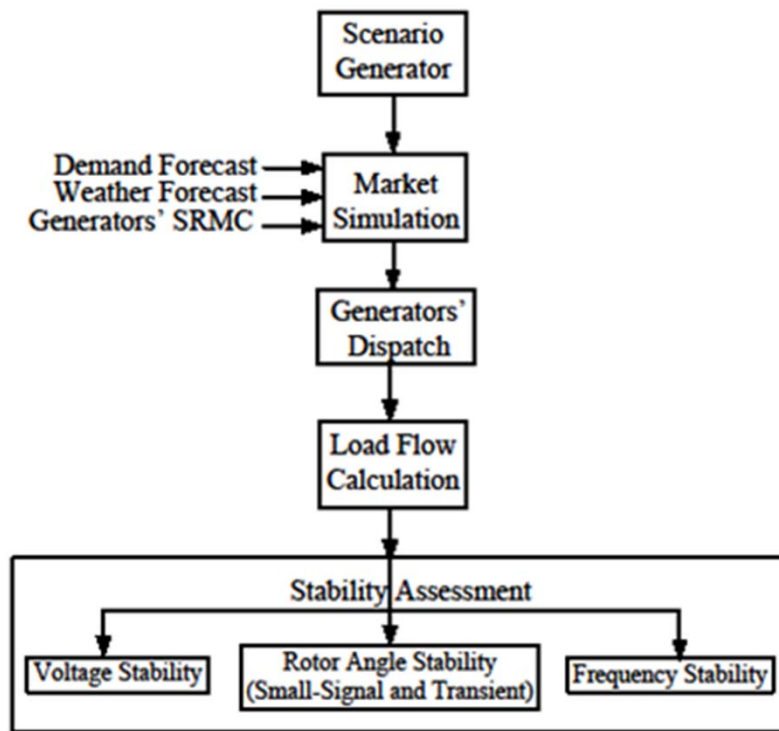 Scenario
Generator
Demand Forecast
Weather Forecast
Generators’ SRMC
Market
Simulation
Generators’
Dispatch
Load Flow
Calculation
Stability Assessment
Voltage Stability
Rotor Angle Stability
(Small-Signal and Transient)
Frequency Stability